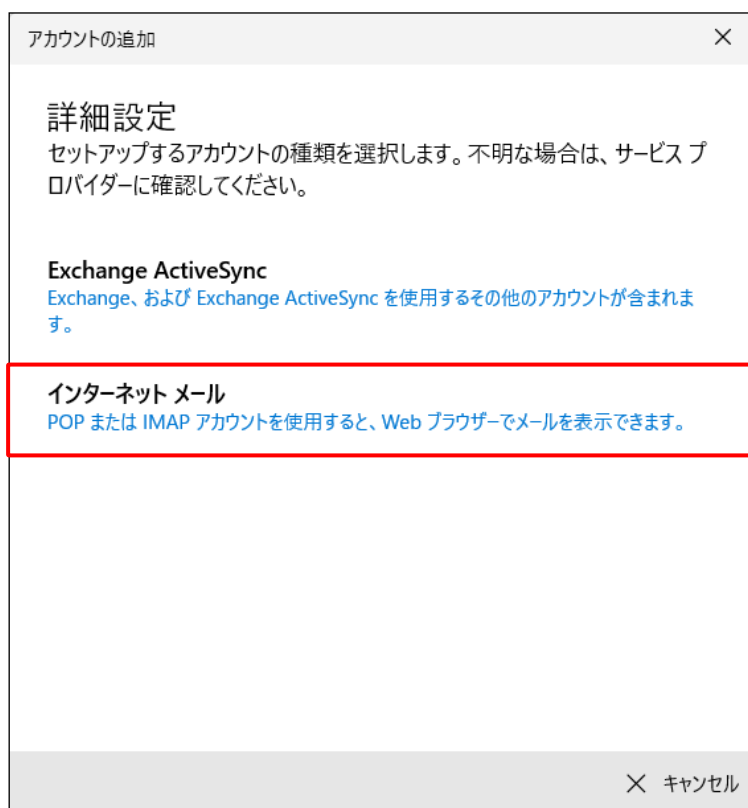 アカウントの追加
詳細設定
セットアップするアカウントの種類を選択します。不明な場合は、サービス プ
ロバイダーに確認してください。
Exchange ActiveSync
Exchange、および Exchange ActiveSync を使用するその他のアカウントが含まれま
す。
インターネット メール
POP または IMAP アカウントを使用すると、Web ブラウザーでメールを表示できます。
キャンセル